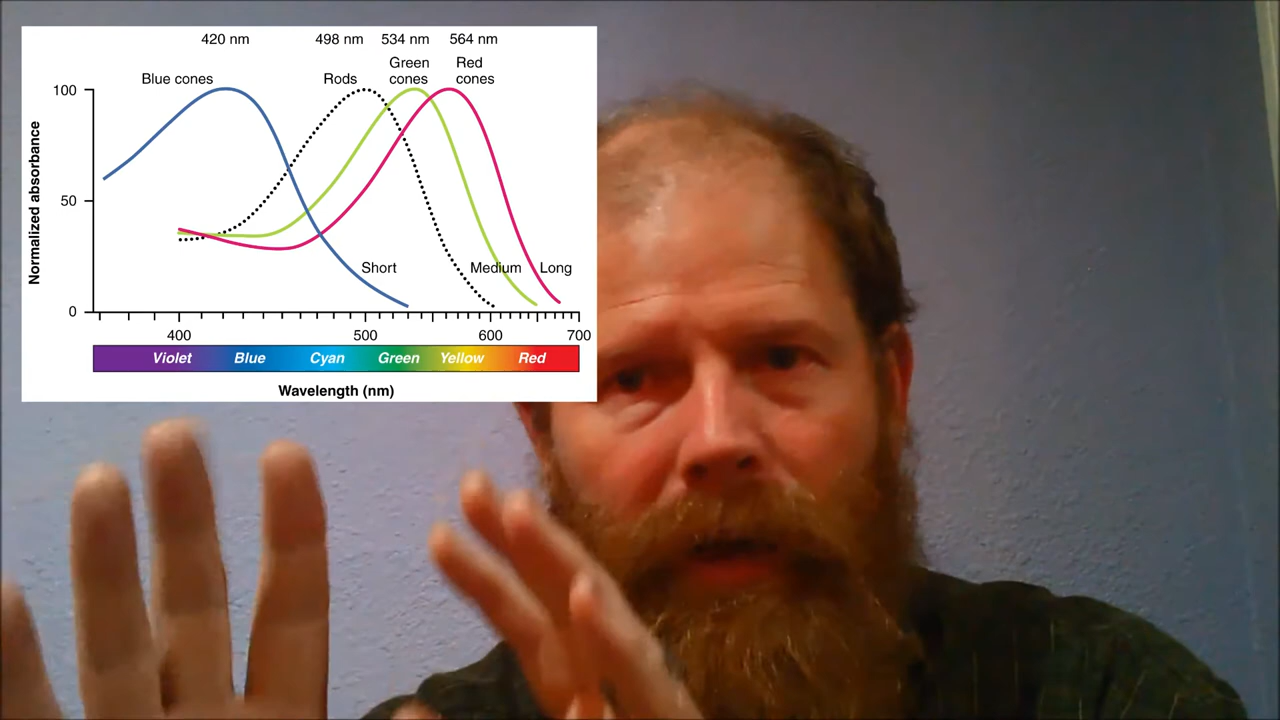 420 nm 498 nm 534 nm 564 nm
Blue cones
Rods
Green
cones
Red
cones
100
50
0
Normalized absorbance
Short
Medium
Long
400 500 600 700
Violet Blue Cyan Green Yellow Red
Wavelength (nm)